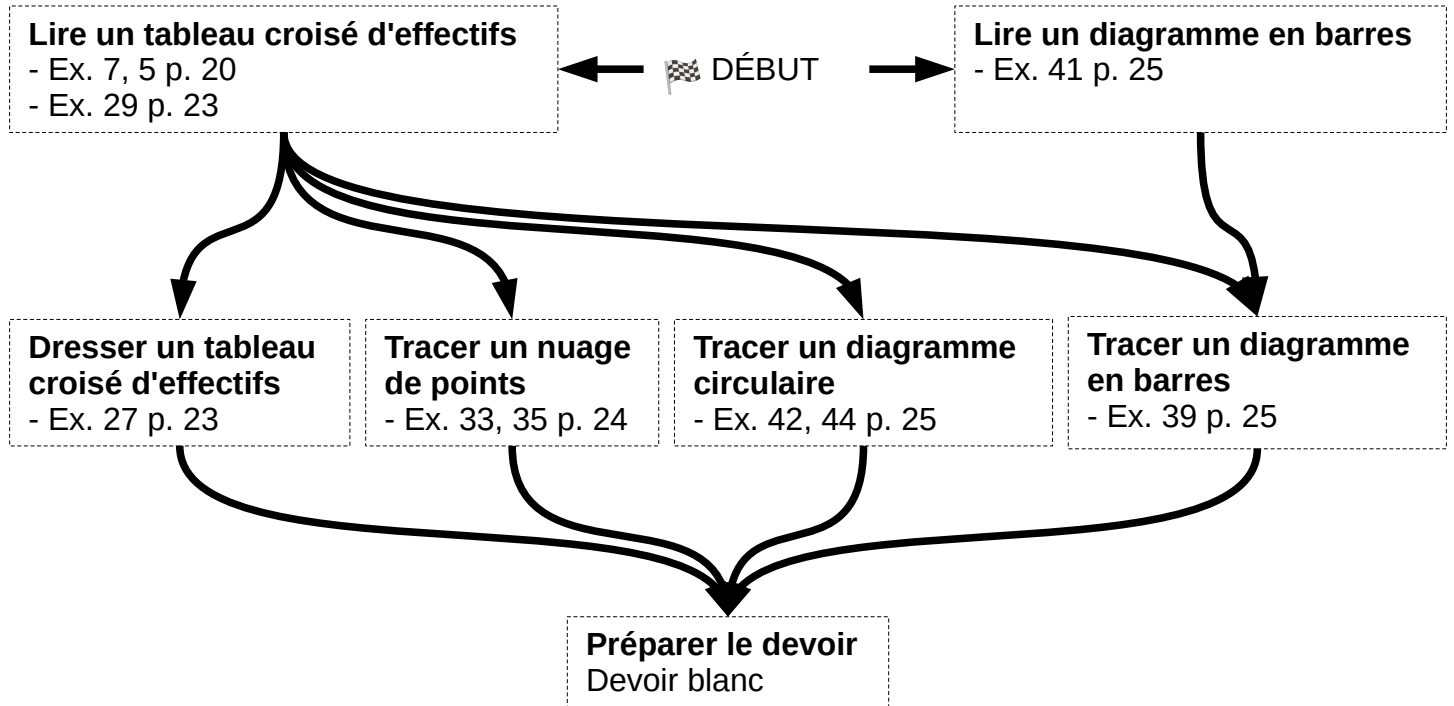 Lire un tableau croisé d'effectifs
- Ex. 7, 5 p. 20
- Ex. 29 p. 23
🏁 DÉBUT
Lire un diagramme en barres
- Ex. 41 p. 25
Dresser un tableau
croisé d'effectifs
- Ex. 27 p. 23
Tracer un nuage
de points
- Ex. 33, 35 p. 24
Tracer un diagramme
circulaire
- Ex. 42, 44 p. 25
Tracer un diagramme
en barres
- Ex. 39 p. 25
Préparer le devoir
Devoir blanc